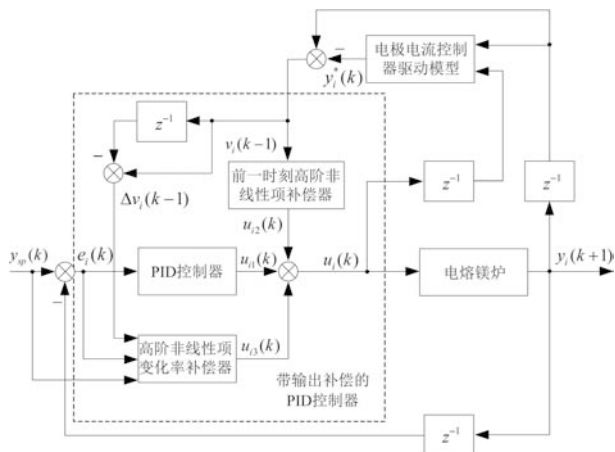 电极电流控制
器驱动模型
−
y_i^*(k)
z^{-1}
−
v_i(k−1)
Δv_i(k−1)
前一时刻高阶非
线性项补偿器
z^{-1}
z^{-1}
u_{i2}(k)
y_{sp}(k)
e_i(k)
PID控制器
u_{i1}(k)
u_i(k)
电熔镁炉
y_i(k+1)
−
高阶非线性项
变化率补偿器
u_{i3}(k)
带输出补偿的
PID控制器
z^{-1}